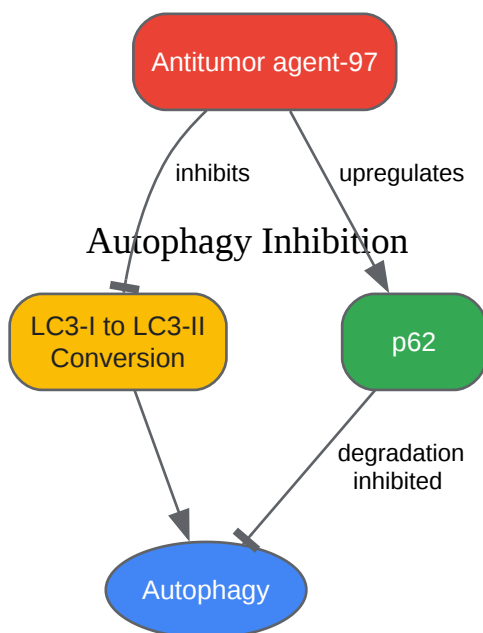 Antitumor agent-97
inhibits
upregulates
Autophagy Inhibition
LC3-I to LC3-II
Conversion
p62
degradation
inhibited
Autophagy